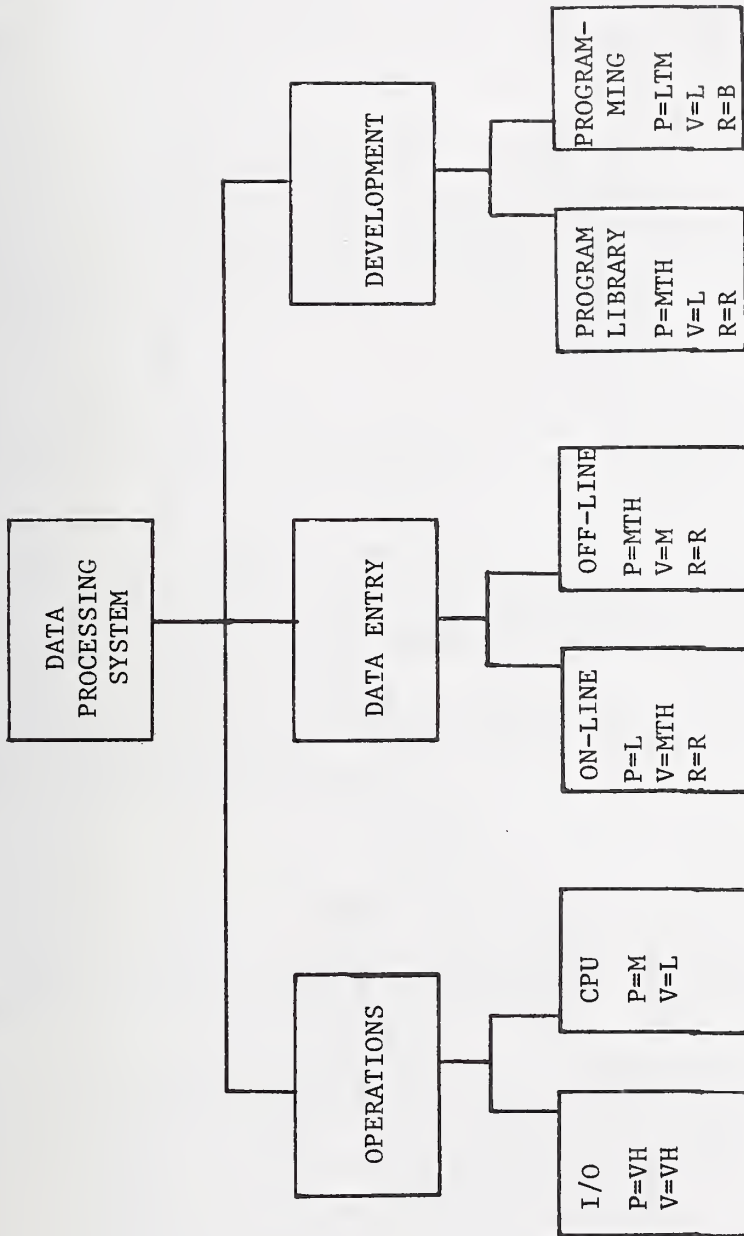 DATA
PROCESSING
SYSTEM
OPERATIONS
DATA ENTRY
DEVELOPMENT
I/O
P=VH
V=VH
CPU
P=M
V=L
ON-LINE
P=L
V=MTH
R=R
OFF-LINE
P=MTH
V=M
R=R
PROGRAM
LIBRARY
P=MTH
V=L
R=R
PROGRAM-
MING
P=LTM
V=L
R=B